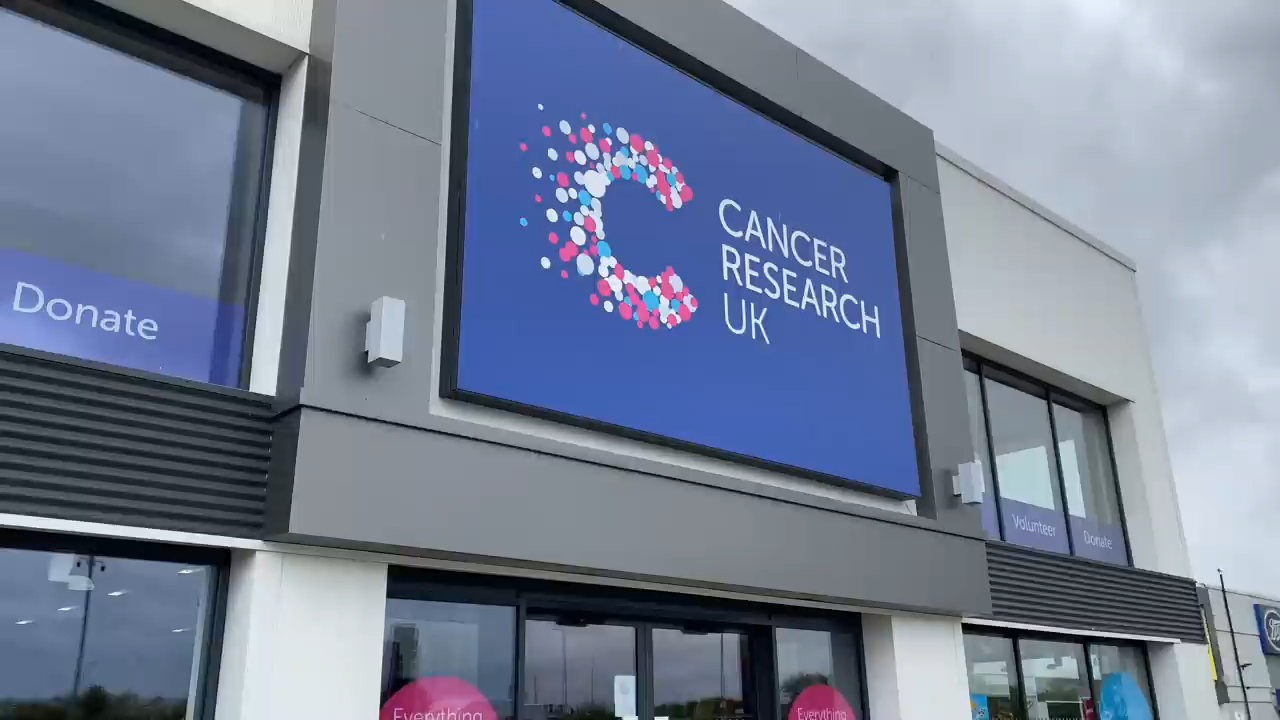 Donate
CANCER
RESEARCH
UK
Volunteer
Donate
Everything
Everything